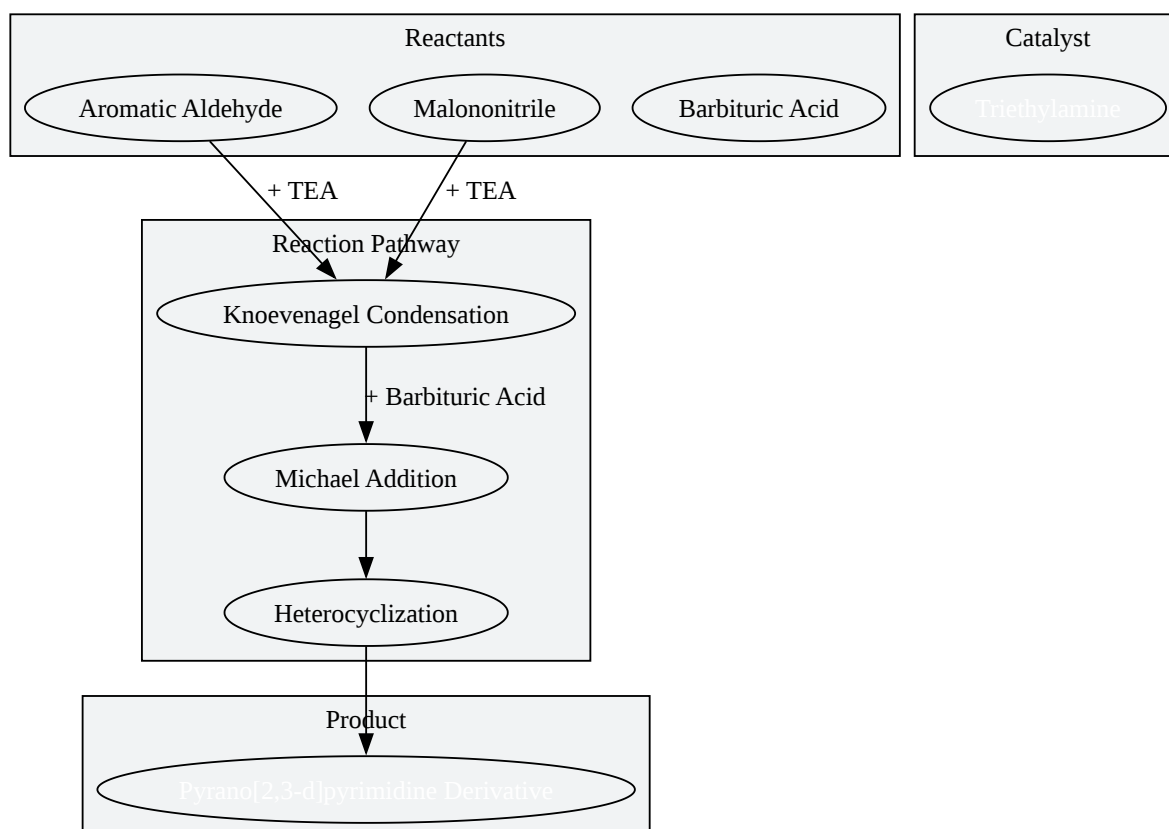 Reactants
Catalyst
Aromatic Aldehyde
Malononitrile
Barbituric Acid
Triethylamine
+ TEA
+ TEA
Reaction Pathway
Knoevenagel Condensation
+ Barbituric Acid
Michael Addition
Heterocyclization
Product
Pyrano[2,3-d]pyrimidine Derivative